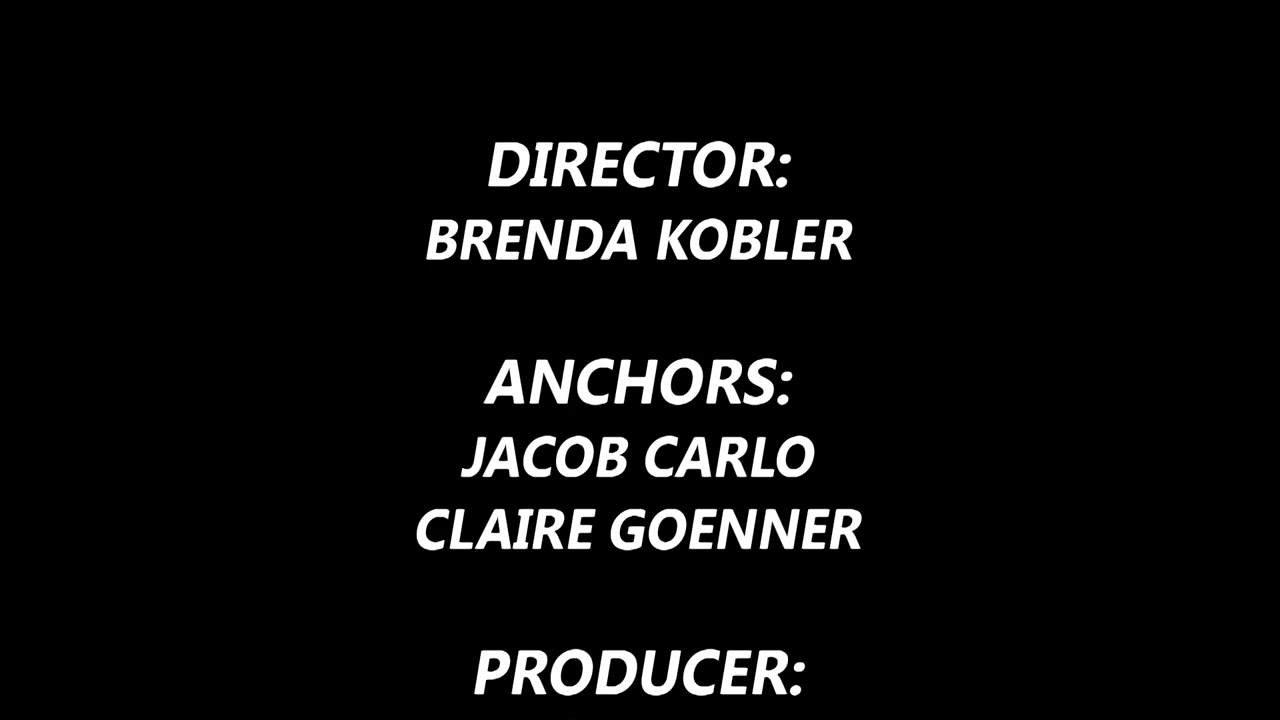 DIRECTOR:
BRENDA KOBLER
ANCHORS:
JACOB CARLO
CLAIRE GOENNER
PRODUCER: